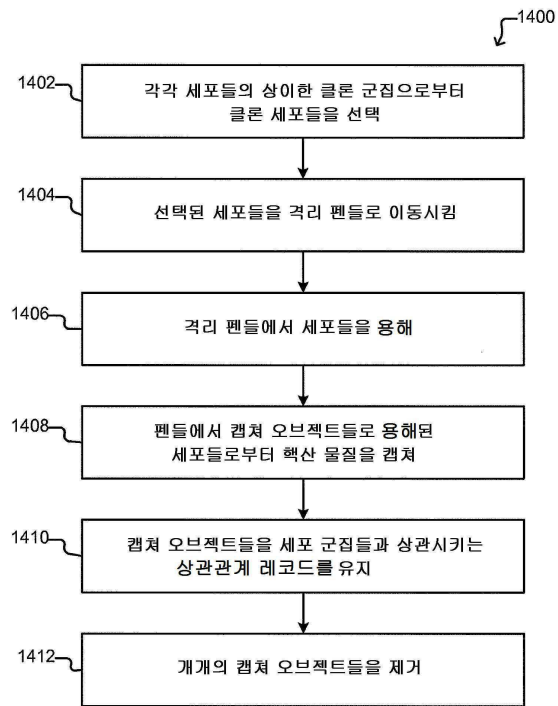 1400
1402
각각 세포들의 상이한 클론 군집으로부터
클론 세포들을 선택
1404
선택된 세포들을 격리 펜들로 이동시킴
1406
격리 펜들에서 세포들을 용해
1408
펜들에서 캡쳐 오브젝트들로 용해된
세포들로부터 핵산 물질을 캡쳐
1410
캡쳐 오브젝트들을 세포 군집들과 상관시키는
상관관계 레코드를 유지
1412
개개의 캡쳐 오브젝트들을 제거